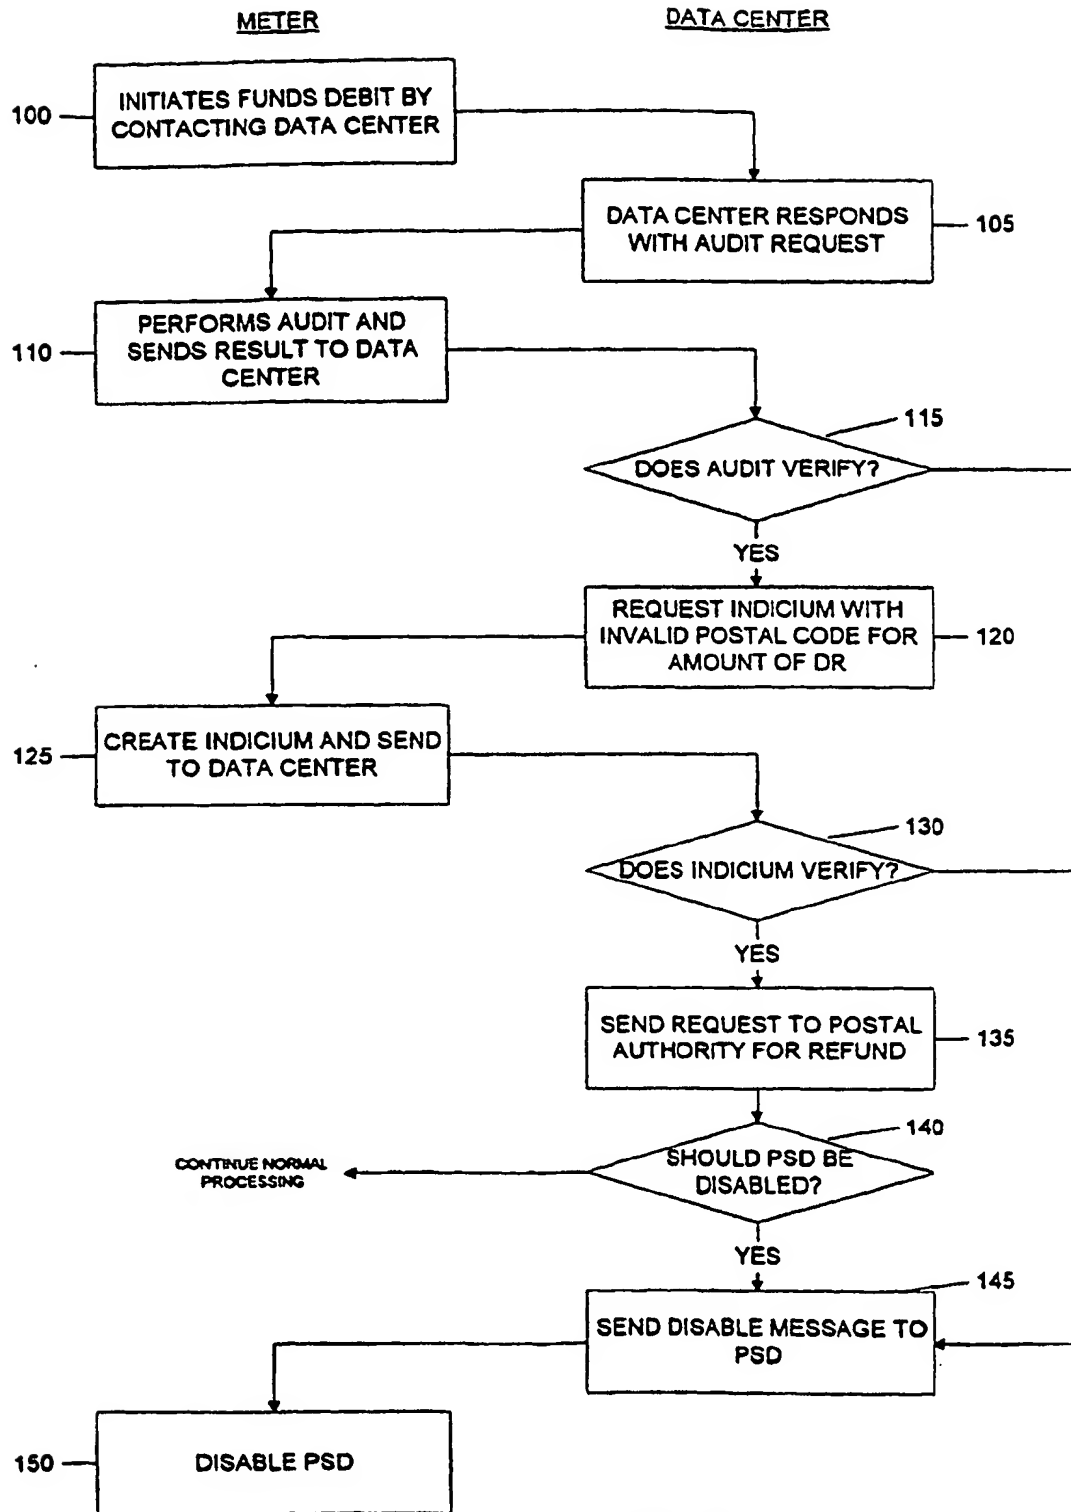 METER
DATA CENTER
100
INITIATES FUNDS DEBIT BY
CONTACTING DATA CENTER
DATA CENTER RESPONDS
WITH AUDIT REQUEST
105
110
PERFORMS AUDIT AND
SENDS RESULT TO DATA
CENTER
115
DOES AUDIT VERIFY?
YES
REQUEST INDICIUM WITH
INVALID POSTAL CODE FOR
AMOUNT OF DR
120
125
CREATE INDICIUM AND SEND
TO DATA CENTER
130
DOES INDICIUM VERIFY?
YES
SEND REQUEST TO POSTAL
AUTHORITY FOR REFUND
135
140
SHOULD PSD BE
DISABLED?
CONTINUE NORMAL
PROCESSING
YES
145
SEND DISABLE MESSAGE TO
PSD
150
DISABLE PSD